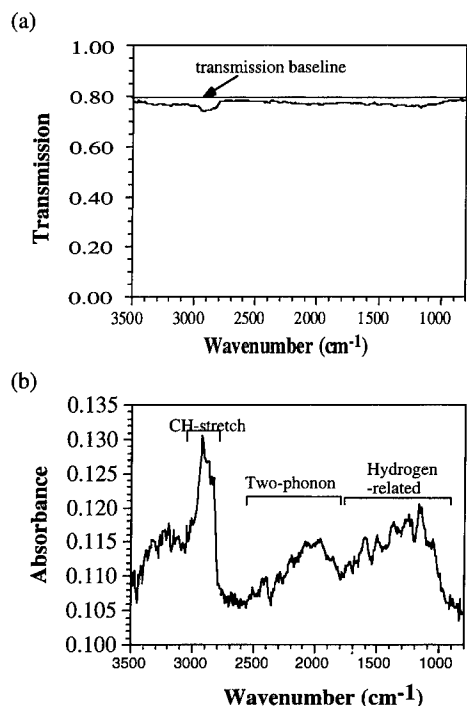 (a)
1.00
0.80
0.60
0.40
0.20
0.00
Transmission
transmission baseline
3500 3000 2500 2000 1500 1000
Wavenumber (cm-1)
(b)
0.135
0.130
0.125
0.120
0.115
0.110
0.105
0.100
Absorbance
CH-stretch
Two-phonon
Hydrogen
-related
3500 3000 2500 2000 1500 1000
Wavenumber (cm-1)